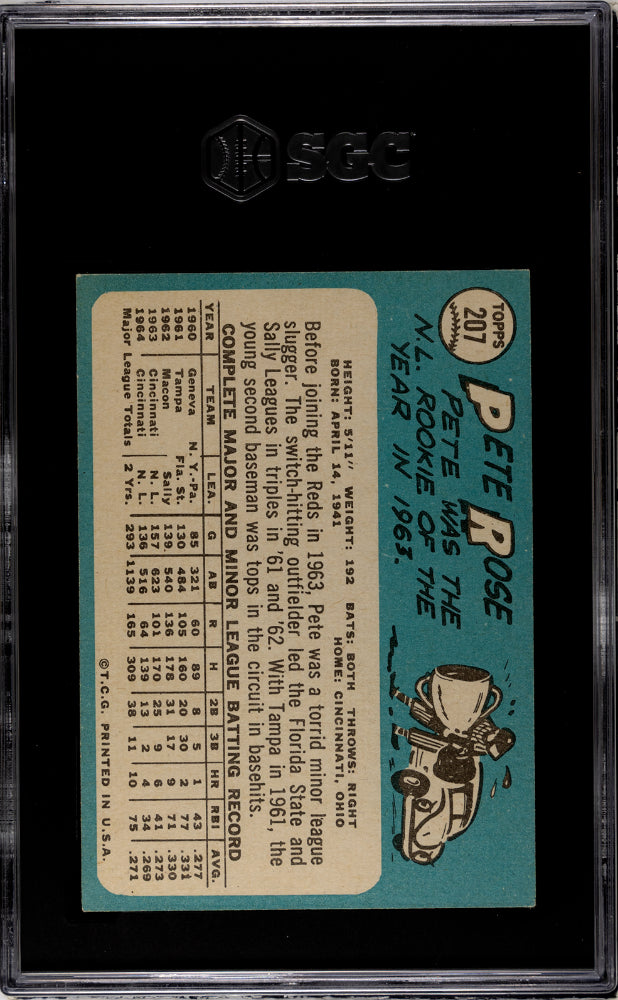 SGC
TOPPS
207
PETE ROSE
PETE WAS THE
N.L. ROOKIE OF THE
YEAR IN 1963.
HEIGHT: 5'11" WEIGHT: 192 BATS: BOTH THROWS: RIGHT
BORN: APRIL 14, 1941 HOME: CINCINNATI, OHIO
Before joining the Reds in 1963, Pete was a torrid minor league
slugger. The switch-hitting outfielder led the Florida State and
Sally Leagues in triples in '61 and '62. With Tampa in 1961, the
young second baseman was tops in the circuit in basehits.
COMPLETE MAJOR AND MINOR LEAGUE BATTING RECORD
YEAR TEAM LEA. G AB R H 2B 3B HR RBI AVG.
1960 Geneva N. Y.-Pa. 85 321 60 89 8 5 1 43 .277
1961 Tampa Fla. St. 130 484 105 160 20 30 2 77 .331
1962 Macon Sally 139 540 136 178 31 17 9 71 .330
1963 Cincinnati N. L. 157 623 101 170 25 9 6 41 .273
1964 Cincinnati N. L. 136 516 64 139 13 2 4 34 .269
Major League Totals 2 Yrs. 293 1139 165 309 38 11 10 75 .271
©T.C.G. PRINTED IN U.S.A.